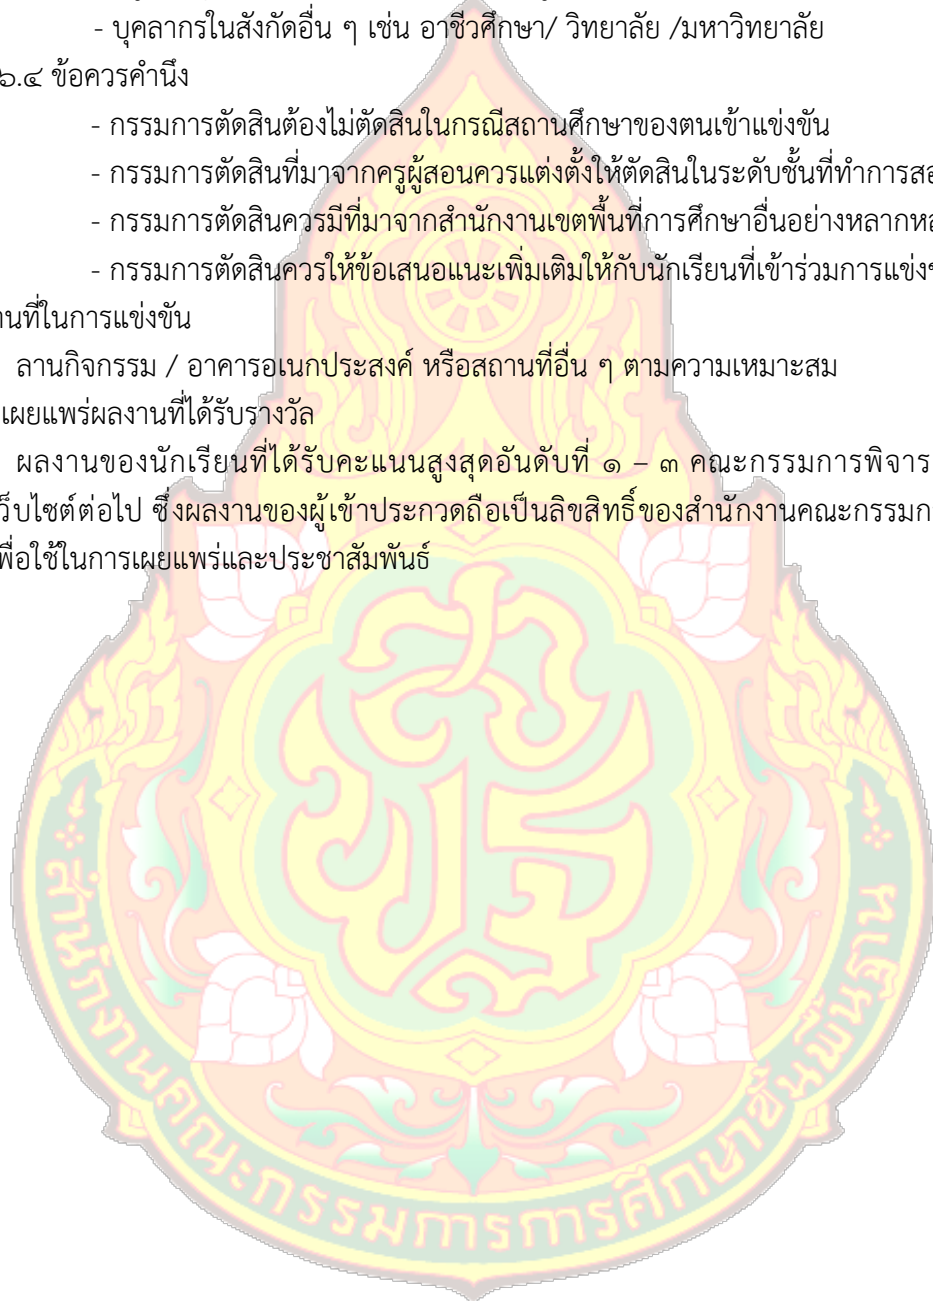 - บุคลากรในสังกัดอื่น ๆ เช่น อาชีวศึกษา/ วิทยาลัย /มหาวิทยาลัย
๖.๔ ข้อควรคำนึง
- กรรมการตัดสินต้องไม่ตัดสินในกรณีสถานศึกษาของตนเข้าแข่งขัน
- กรรมการตัดสินที่มาจากครูผู้สอนควรแต่งตั้งให้ตัดสินในระดับชั้นที่ทำการส
- กรรมการตัดสินควรมีที่มาจากสำนักงานเขตพื้นที่การศึกษาอื่นอย่างหลากห
- กรรมการตัดสินควรให้ข้อเสนอแนะเพิ่มเติมให้กับนักเรียนที่เข้าร่วมการแข่ง
านที่ในการแข่งขัน
ลานกิจกรรม / อาคารอเนกประสงค์ หรือสถานที่อื่น ๆ ตามความเหมาะสม
เผยแพร่ผลงานที่ได้รับรางวัล
ผลงานของนักเรียนที่ได้รับคะแนนสูงสุดอันดับที่ ๑ – ๓ คณะกรรมการพิจาร
ว็บไซต์ต่อไป ซึ่งผลงานของผู้เข้าประกวดถือเป็นลิขสิทธิ์ของสำนักงานคณะกรรมก
พื่อใช้ในการเผยแพร่และประชาสัมพันธ์
สพฐ
สำนักงานคณะกรรมการการศึกษาขั้นพื้นฐาน